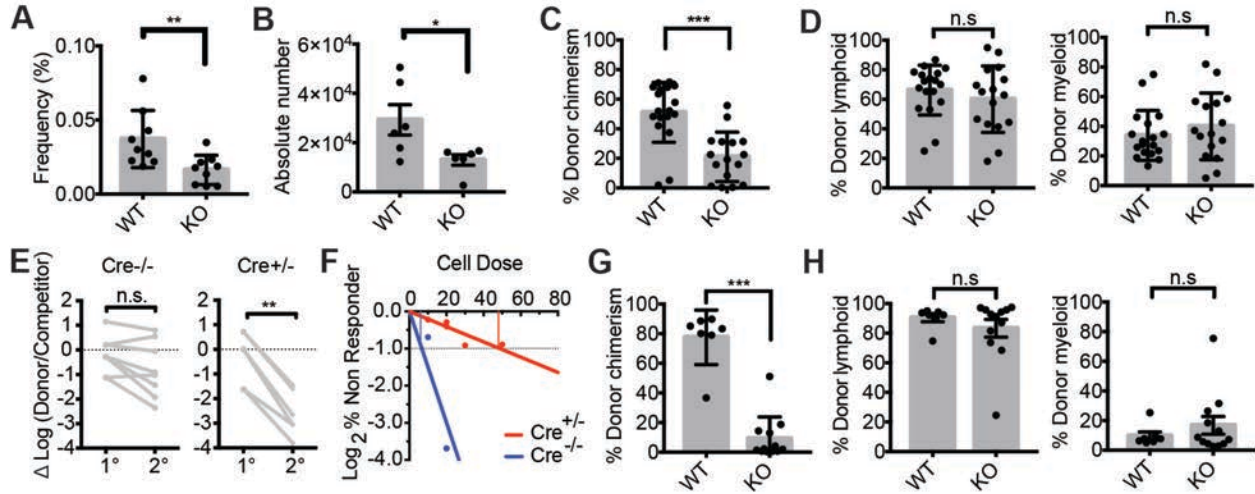 A
**
0.10
0.05
0.00
Frequency (%)
WT
KO
B
*
6×10⁴
4×10⁴
2×10⁴
0
Absolute number
WT
KO
C
***
100
80
60
40
20
0
% Donor chimerism
WT
KO
D
n.s
100
80
60
40
20
0
% Donor lymphoid
WT
KO
n.s
100
80
60
40
20
0
% Donor myeloid
WT
KO
E
Cre-/-
n.s.
2
1
0
-1
-2
-3
-4
Δ Log (Donor/Competitor)
1°
2°
Cre+/-
**
2
1
0
-1
-2
-3
-4
1°
2°
F
Cell Dose
0
20
40
60
80
0.0
-1.0
-2.0
-3.0
-4.0
Log₂ % Non Responder
Cre+/-
Cre-/-
G
***
100
80
60
40
20
0
% Donor chimerism
WT
KO
H
n.s
100
80
60
40
20
0
% Donor lymphoid
WT
KO
n.s
100
80
60
40
20
0
% Donor myeloid
WT
KO